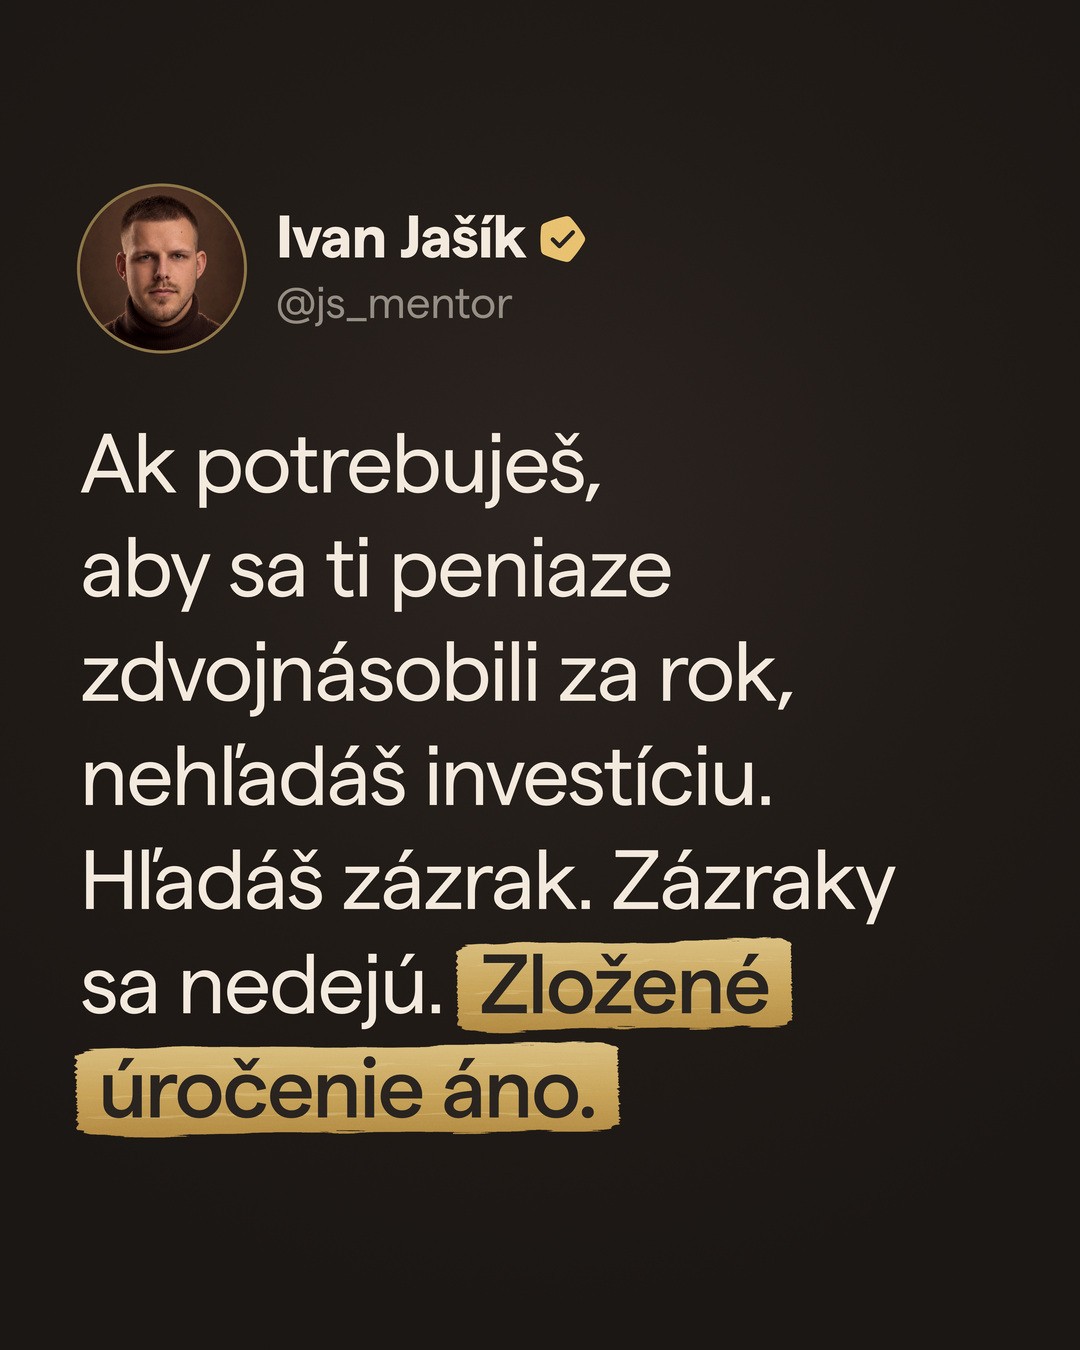 Ivan Jašík
@js_mentor
Ak potrebuješ,
aby sa ti peniaze
zdvojnásobili za rok,
nehľadáš investíciu.
Hľadáš zázrak. Zázraky
sa nedejú. Zložené
úročenie áno.